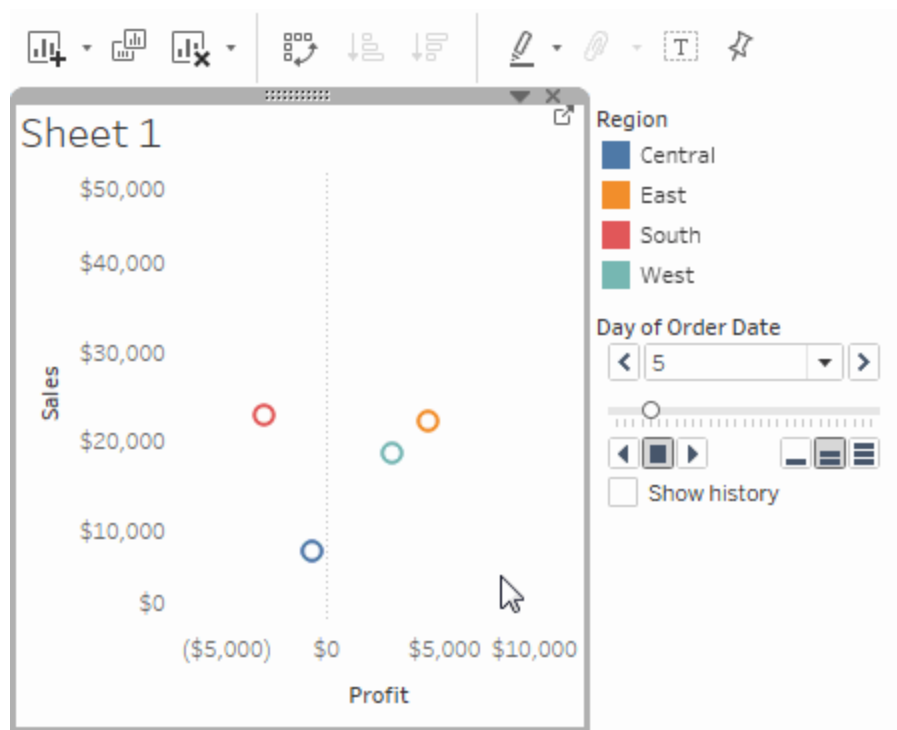 T
Sheet 1
Region
Central
East
South
West
Day of Order Date
5
Show history
$50,000
$40,000
$30,000
$20,000
$10,000
$0
Sales
($5,000) $0 $5,000 $10,000
Profit